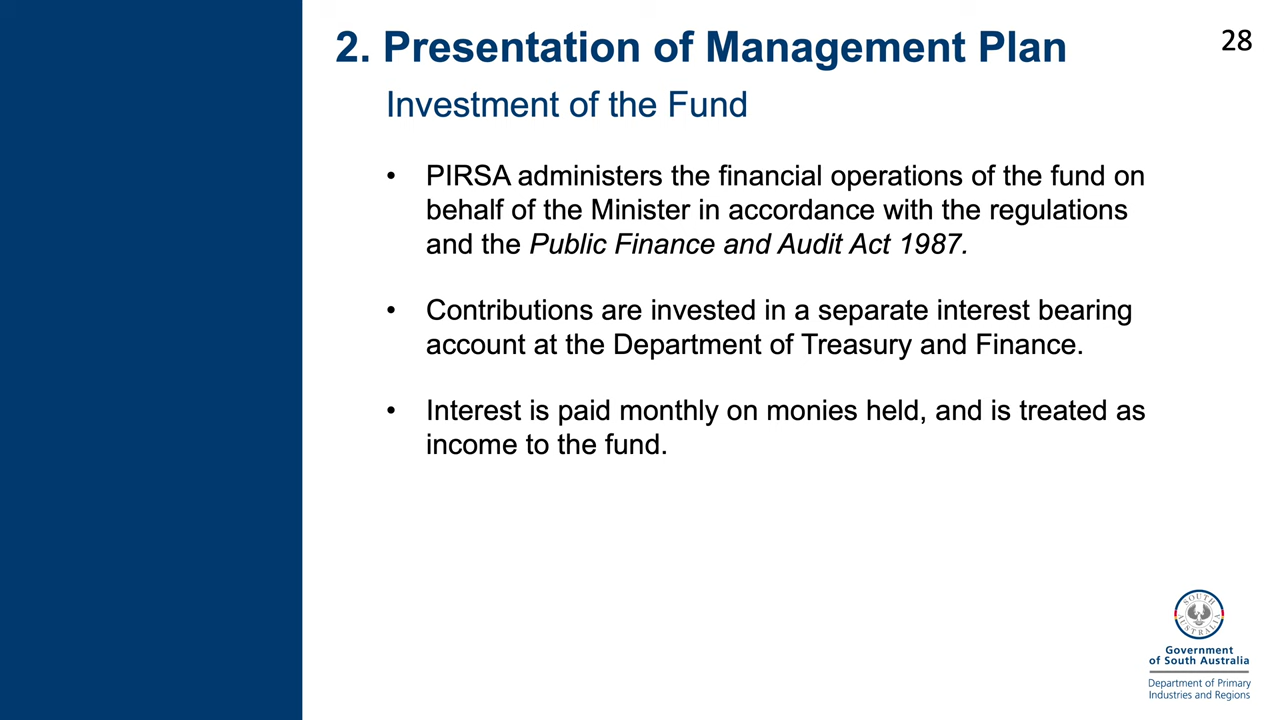 2. Presentation of Management Plan
28
Investment of the Fund
• PIRSA administers the financial operations of the fund on
behalf of the Minister in accordance with the regulations
and the Public Finance and Audit Act 1987.
• Contributions are invested in a separate interest bearing
account at the Department of Treasury and Finance.
• Interest is paid monthly on monies held, and is treated as
income to the fund.
SOUTH
AUSTRALIA
Government
of South Australia
Department of Primary
Industries and Regions